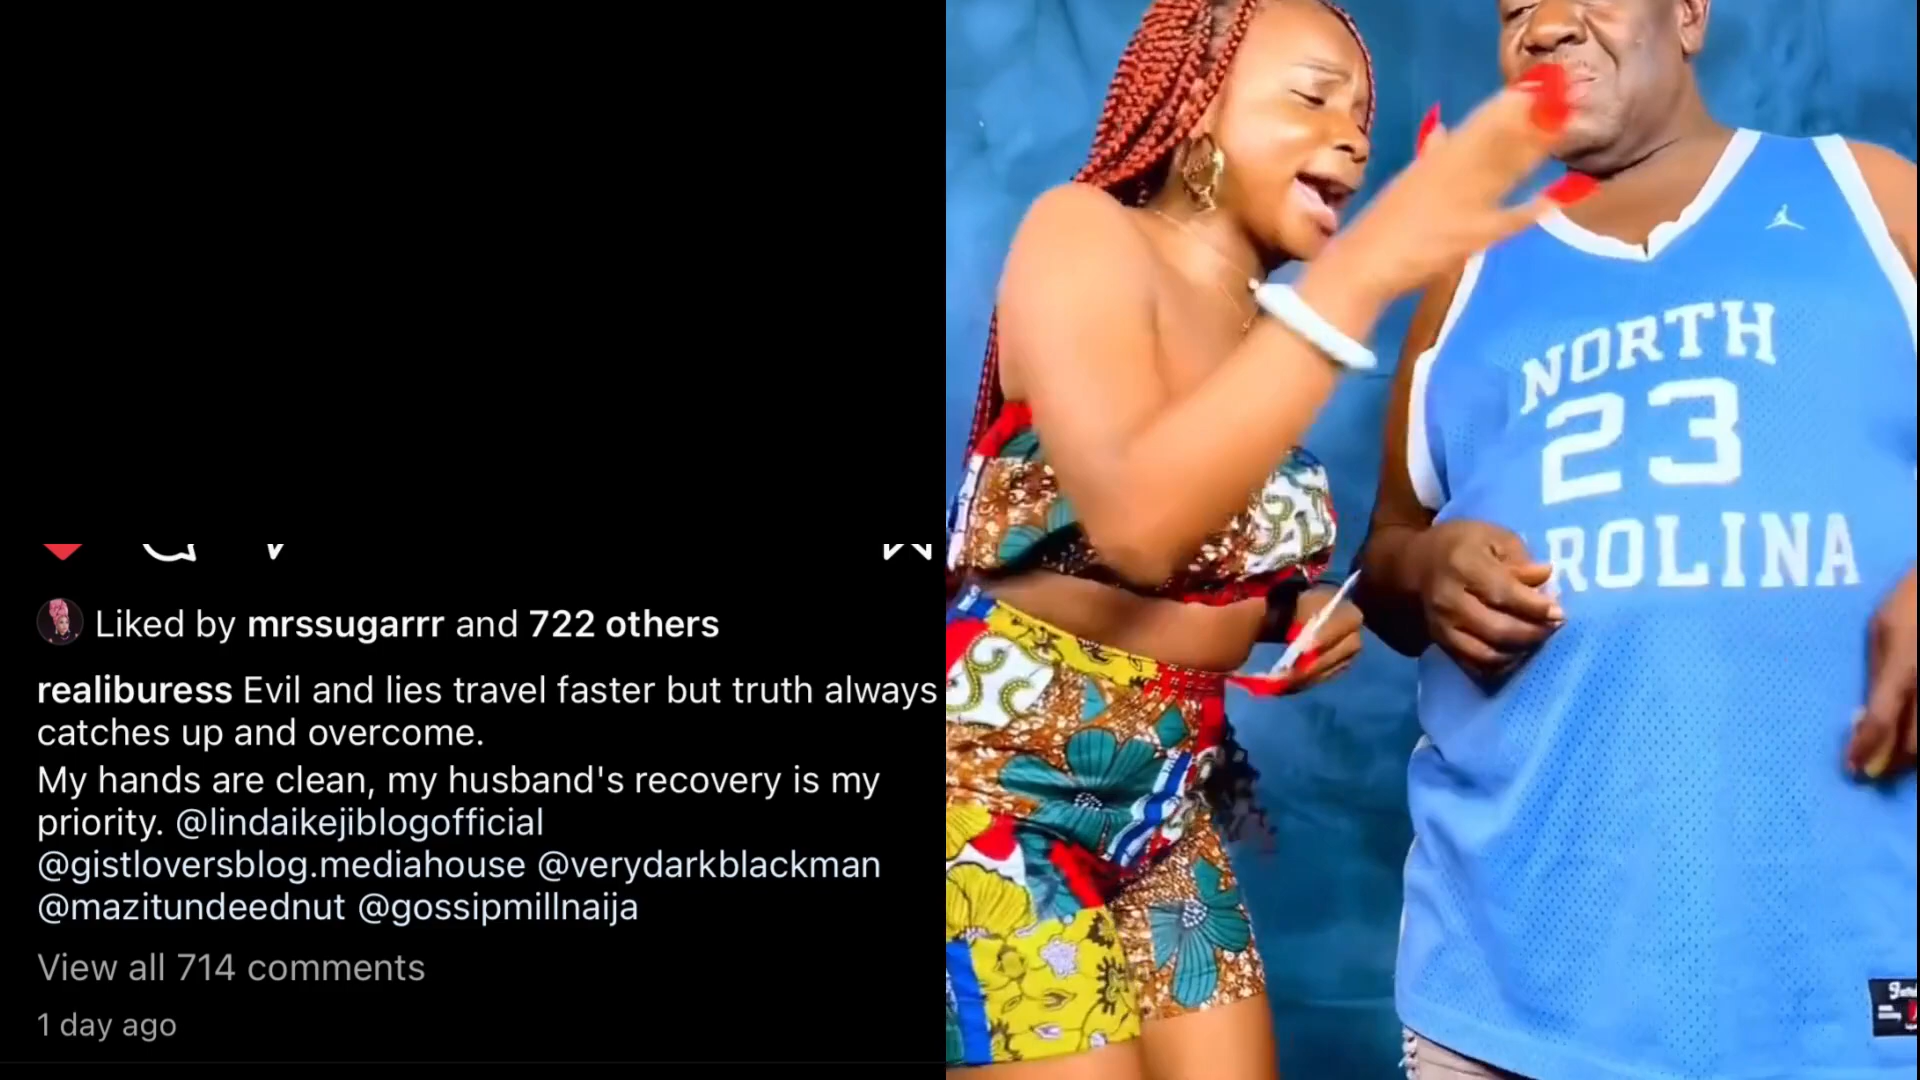 Liked by mrssugarrr and 722 others
realiburess Evil and lies travel faster but truth always
catches up and overcome.
My hands are clean, my husband's recovery is my
priority. @lindaikejiblogofficial
@gistloversblog.mediahouse @verydarkblackman
@mazitundeednut @gossipmillnaija
View all 714 comments
1 day ago
NORTH
23
ROLINA